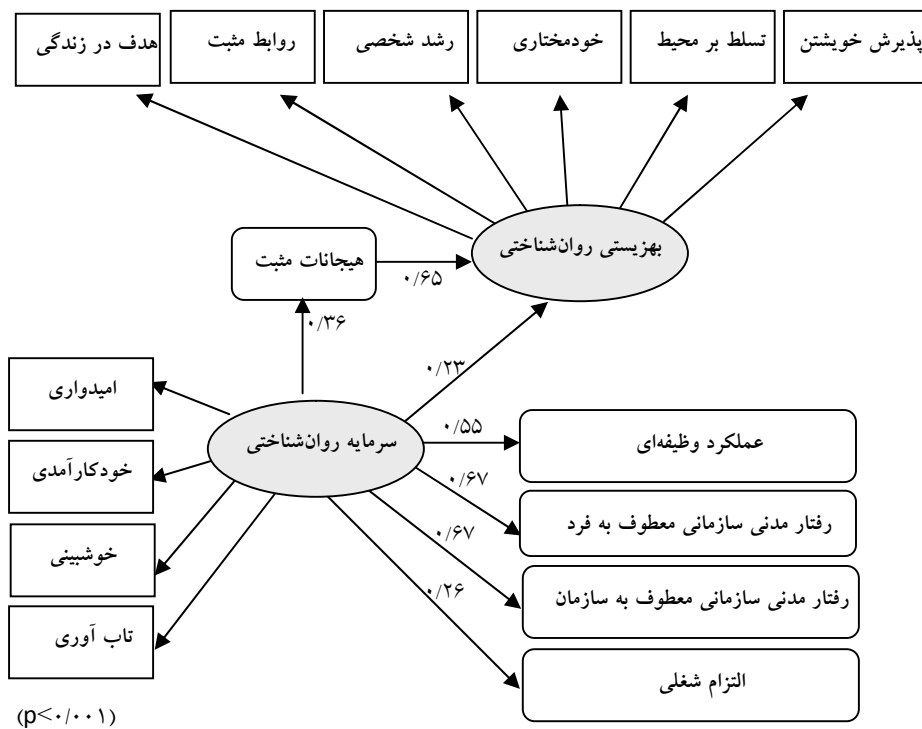 پذیرش خویشتن
تسلط بر محیط
خودمختاری
رشد شخصی
روابط مثبت
هدف در زندگی
بهزیستی روان‌شناختی
هیجانات مثبت
۰/۶۵
۰/۳۶
۰/۲۳
امیدواری
سرمایه روان‌شناختی
۰/۵۵
عملکرد وظیفه‌ای
خودکارآمدی
۰/۶۷
رفتار مدنی سازمانی معطوف به فرد
خوشبینی
۰/۶۷
رفتار مدنی سازمانی معطوف به سازمان
۰/۲۶
تاب آوری
التزام شغلی
(p<۰/۰۰۱)